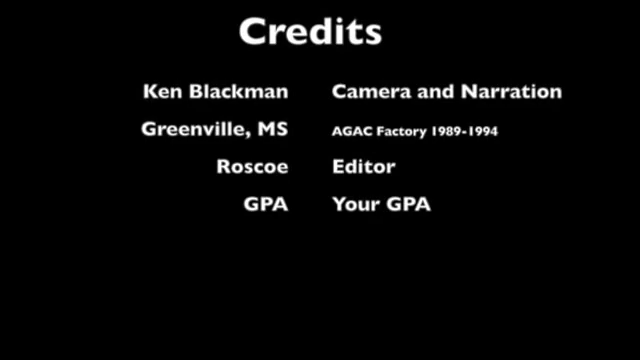 Credits
Ken Blackman Camera and Narration
Greenville, MS AGAC Factory 1989-1994
Roscoe Editor
GPA Your GPA